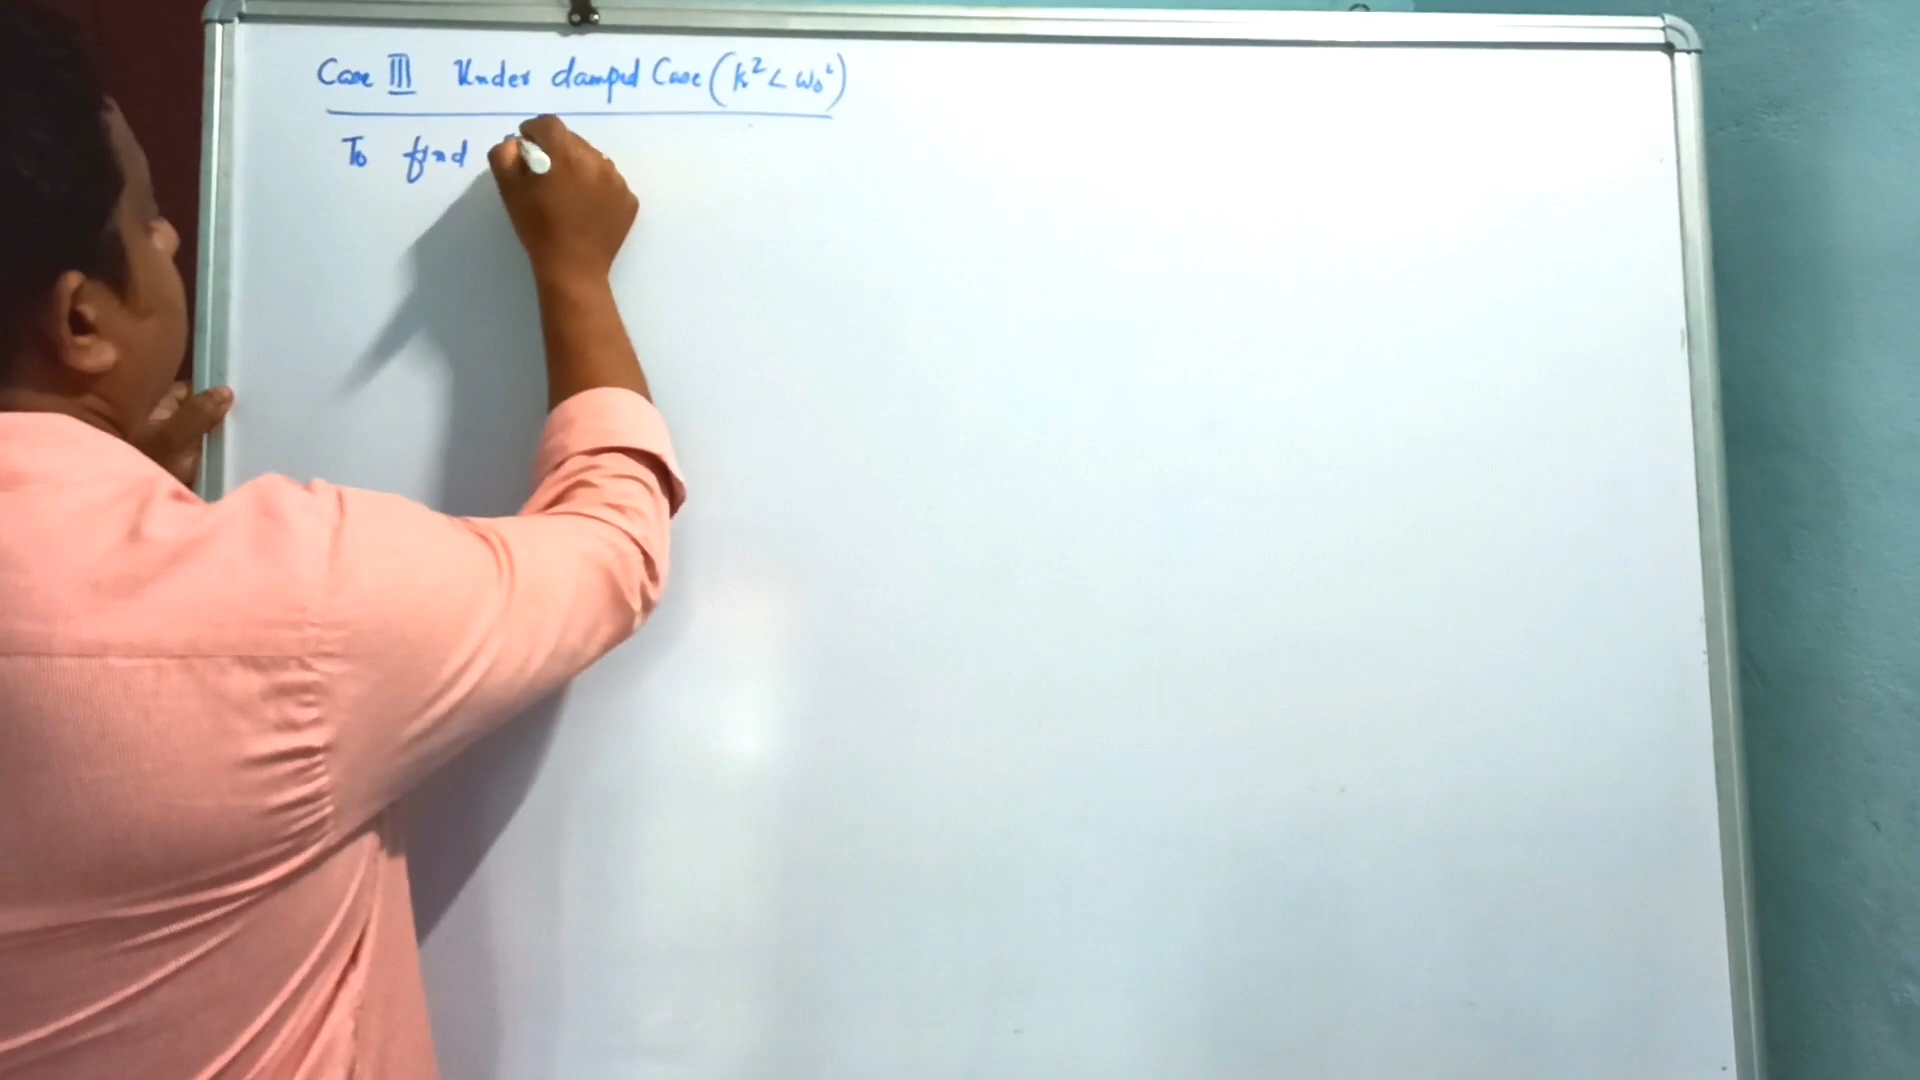 Case III Under damped Case (k² < ω₀²)
To find